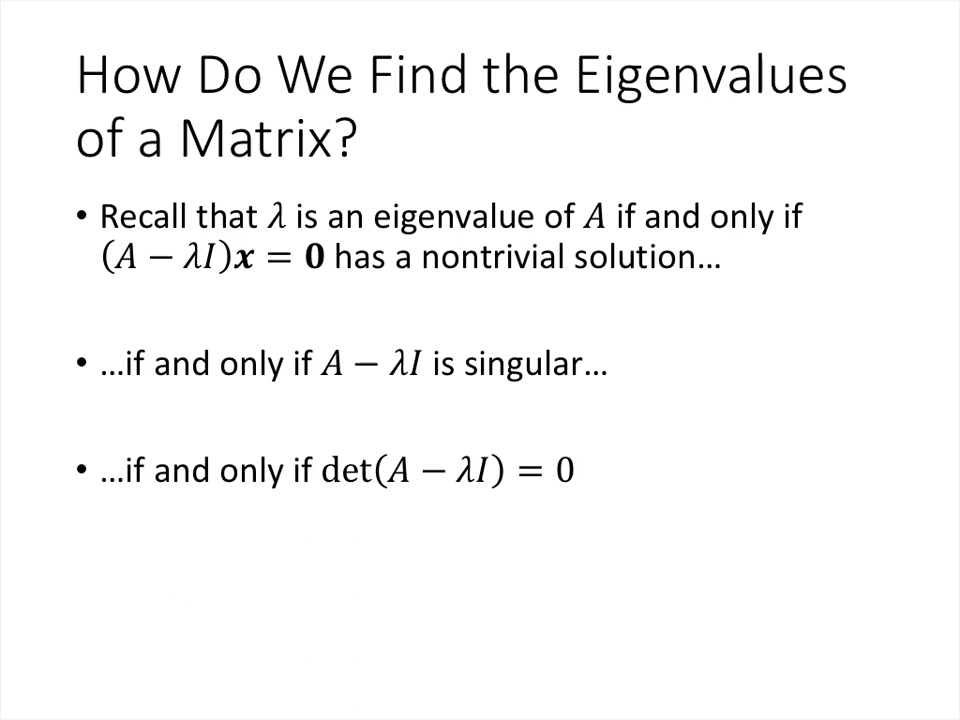 How Do We Find the Eigenvalues
of a Matrix?
• Recall that 𝜆 is an eigenvalue of 𝐴 if and only if
(𝐴 − 𝜆𝐼)𝒙 = 𝟎 has a nontrivial solution…
• …if and only if 𝐴 − 𝜆𝐼 is singular…
• …if and only if det(𝐴 − 𝜆𝐼) = 0